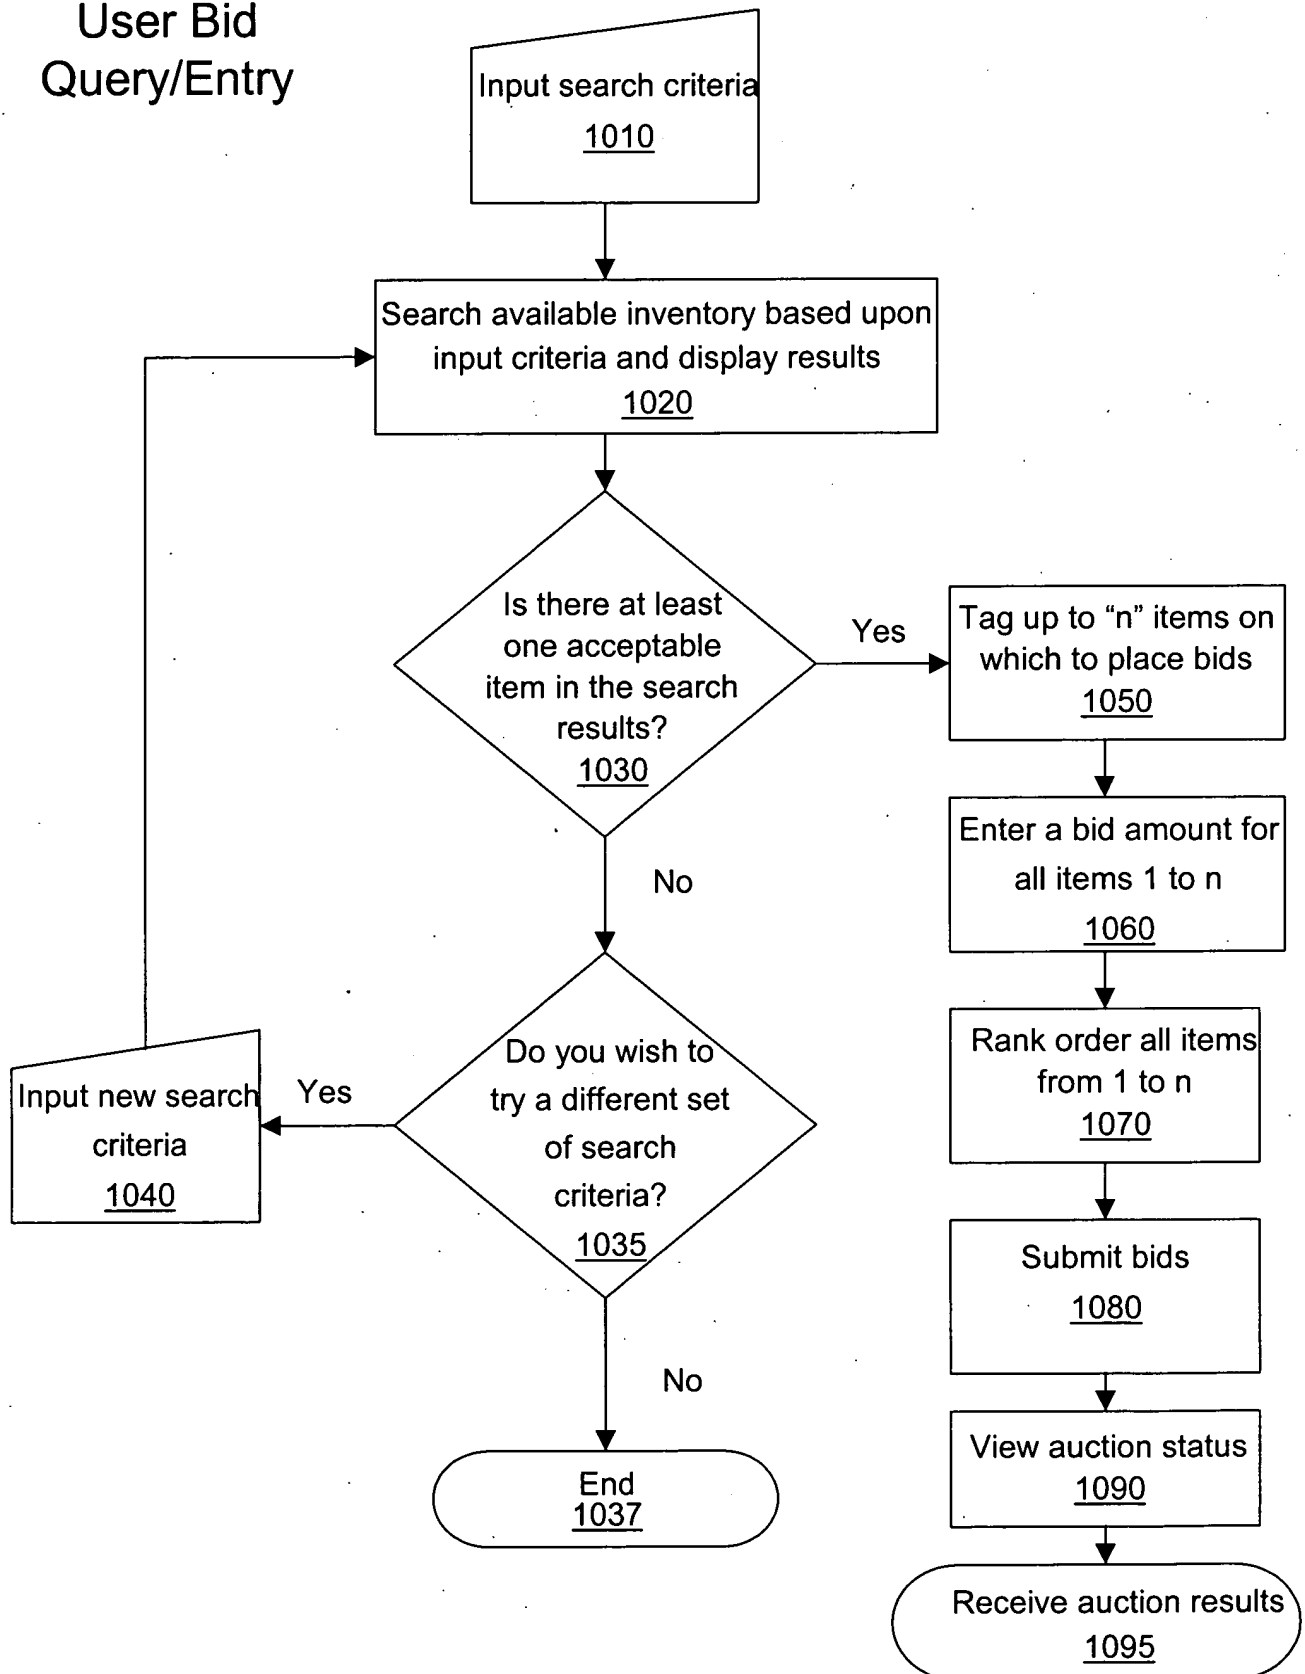 User Bid
Query/Entry
Input search criteria
1010
Search available inventory based upon
input criteria and display results
1020
Is there at least
one acceptable
item in the search
results?
1030
Yes
Tag up to “n” items on
which to place bids
1050
Enter a bid amount for
all items 1 to n
1060
No
Rank order all items
from 1 to n
1070
Do you wish to
try a different set
of search
criteria?
1035
Yes
Input new search
criteria
1040
Submit bids
1080
No
View auction status
1090
End
1037
Receive auction results
1095